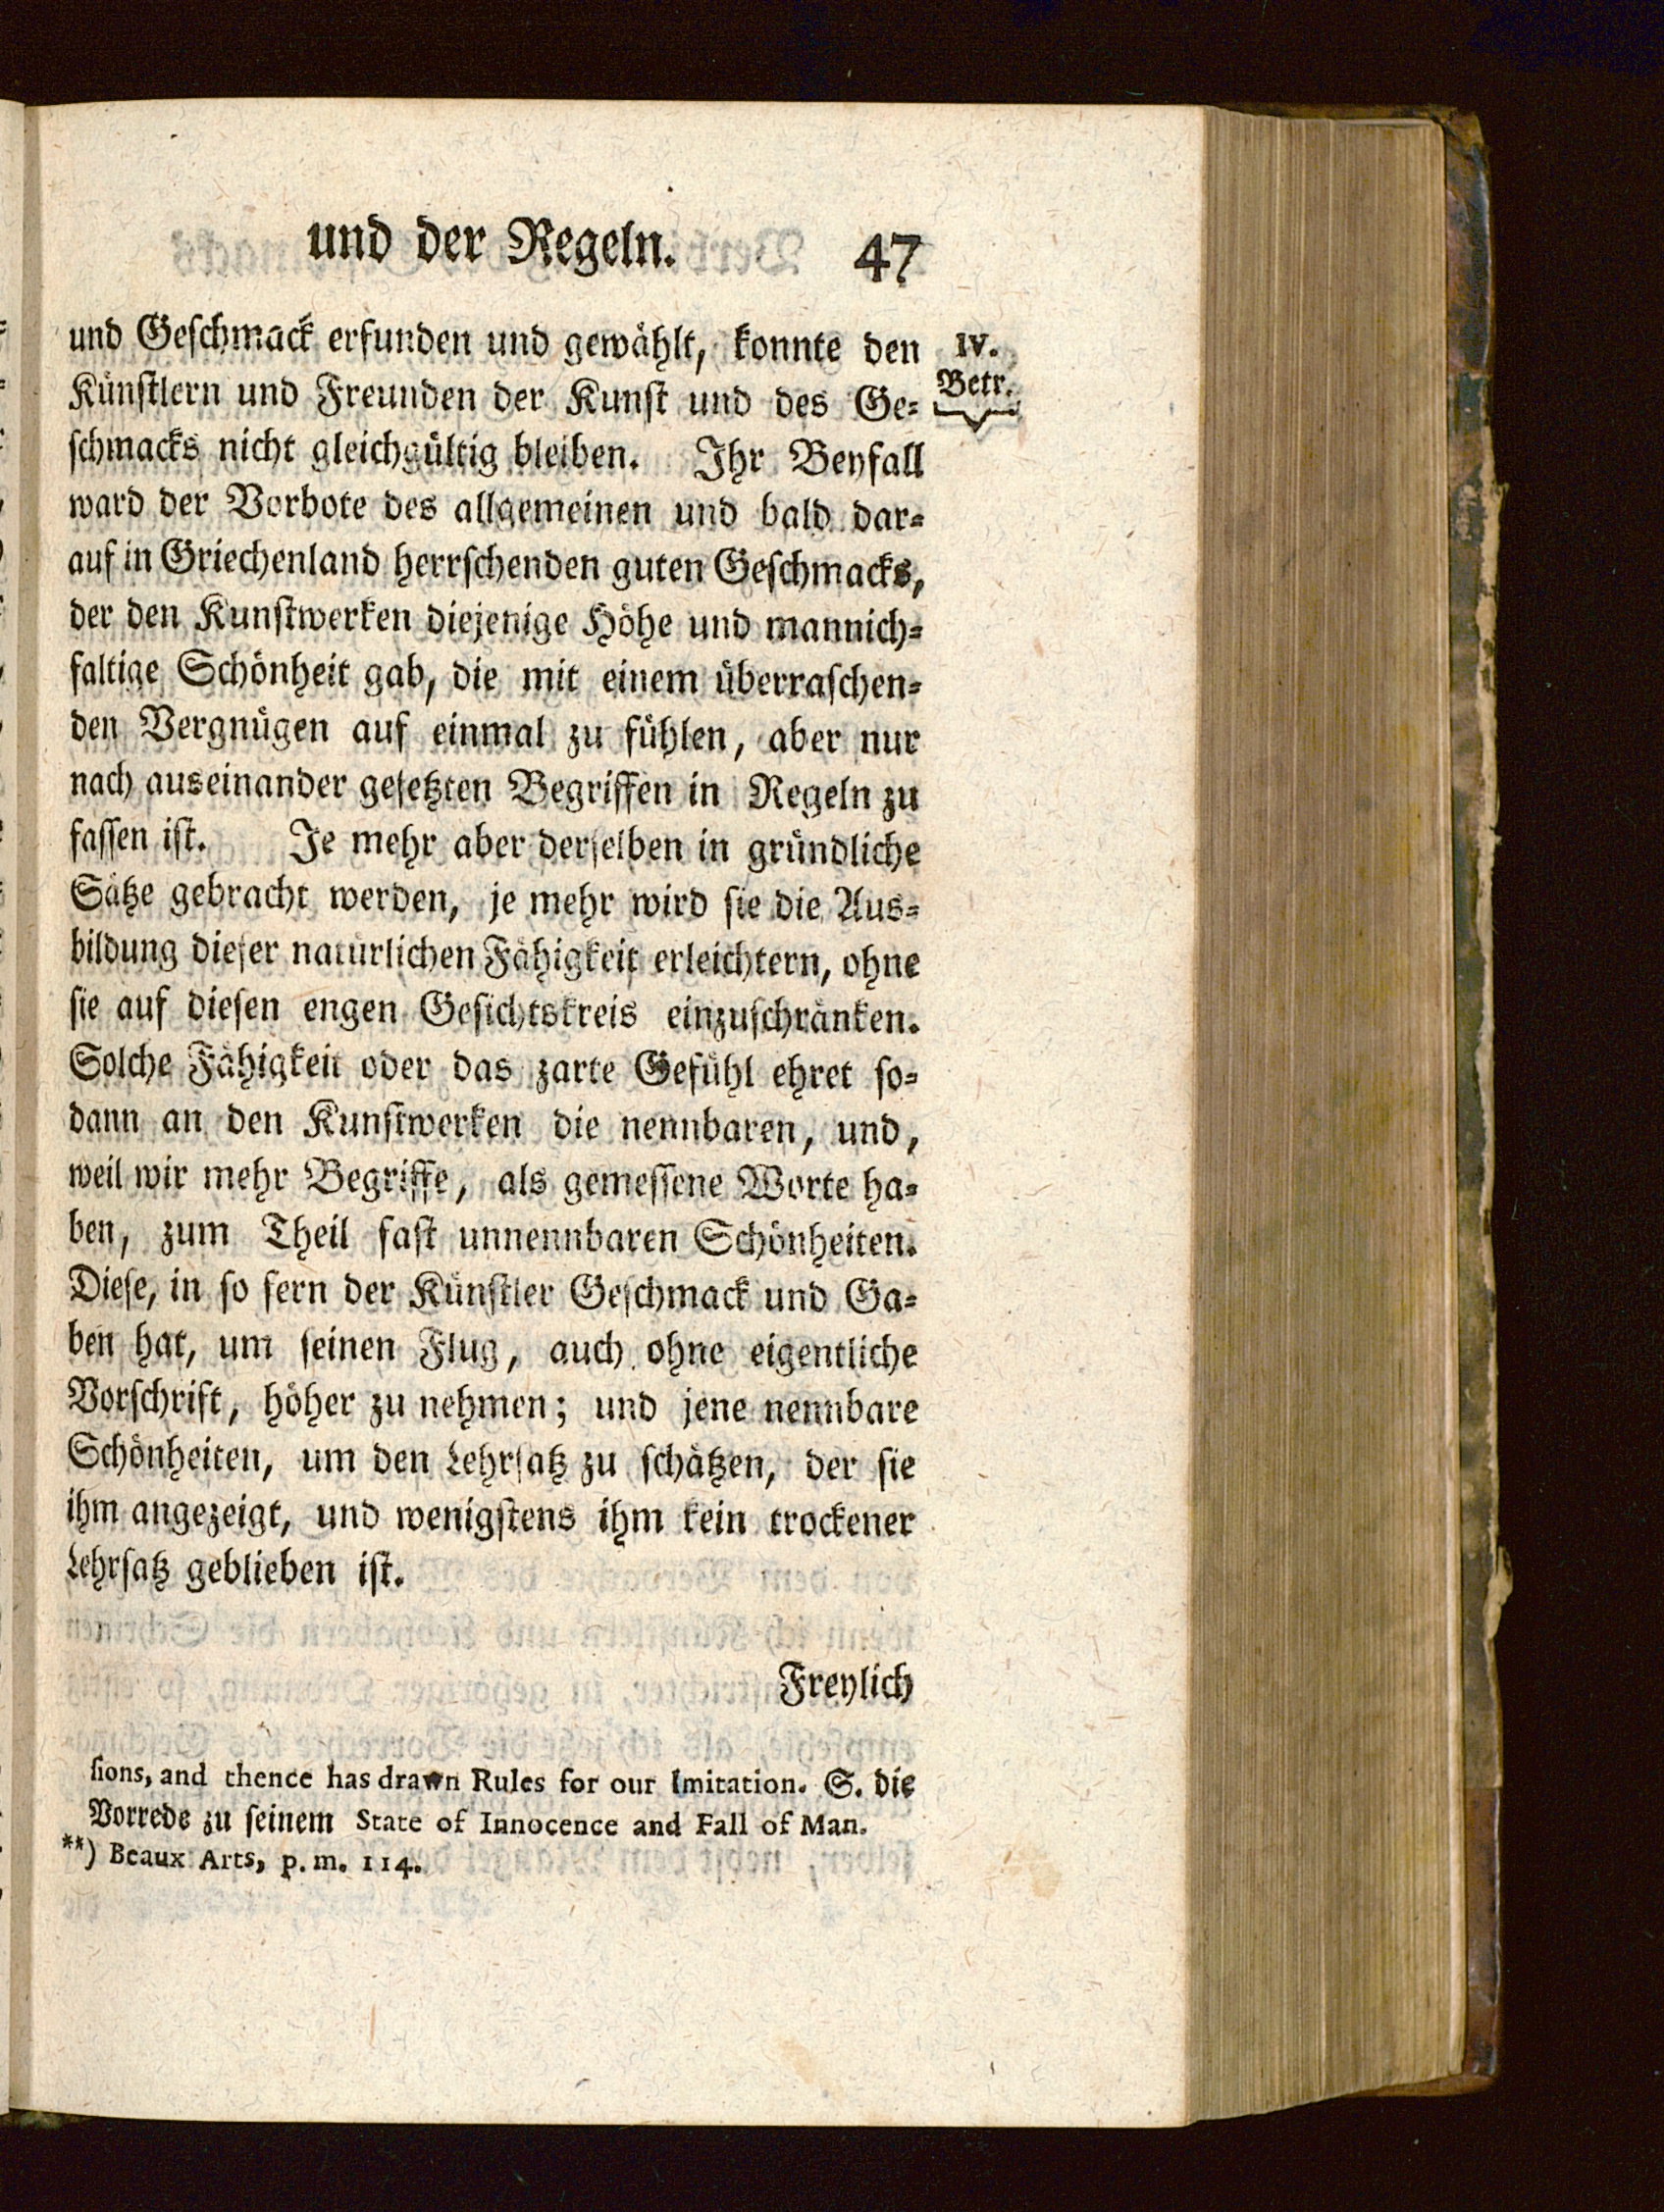 und der Regeln. 47
und Geschmack erfunden und gewählt, konnte den
IV.
Betr.
Künstlern und Freunden der Kunst und des Ge-
schmacks nicht gleichgültig bleiben. Ihr Beyfall
ward der Vorbote des allgemeinen und bald dar-
auf in Griechenland herrschenden guten Geschmacks,
der den Kunstwerken diejenige Höhe und mannich-
faltige Schönheit gab, die mit einem überraschen-
den Vergnügen auf einmal zu fühlen, aber nur
nach auseinander gesetzten Begriffen in Regeln zu
fassen ist. Je mehr aber derselben in gründliche
Sätze gebracht werden, je mehr wird sie die Aus-
bildung dieser natürlichen Fähigkeit erleichtern, ohne
sie auf diesen engen Gesichtskreis einzuschränken.
Solche Fähigkeit oder das zarte Gefühl ehret so-
dann an den Kunstwerken die nennbaren, und,
weil wir mehr Begriffe, als gemessene Worte ha-
ben, zum Theil fast unnennbaren Schönheiten.
Diese, in so fern der Künstler Geschmack und Ga-
ben hat, um seinen Flug, auch ohne eigentliche
Vorschrift, höher zu nehmen; und jene nennbare
Schönheiten, um den Lehrsatz zu schätzen, der sie
ihm angezeigt, und wenigstens ihm kein trockener
Lehrsatz geblieben ist.
Freylich
sions, and thence has drawn Rules for our Imitation. S. die
Vorrede zu seinem State of Innocence and Fall of Man.
**) Beaux Arts, p. m. 114.